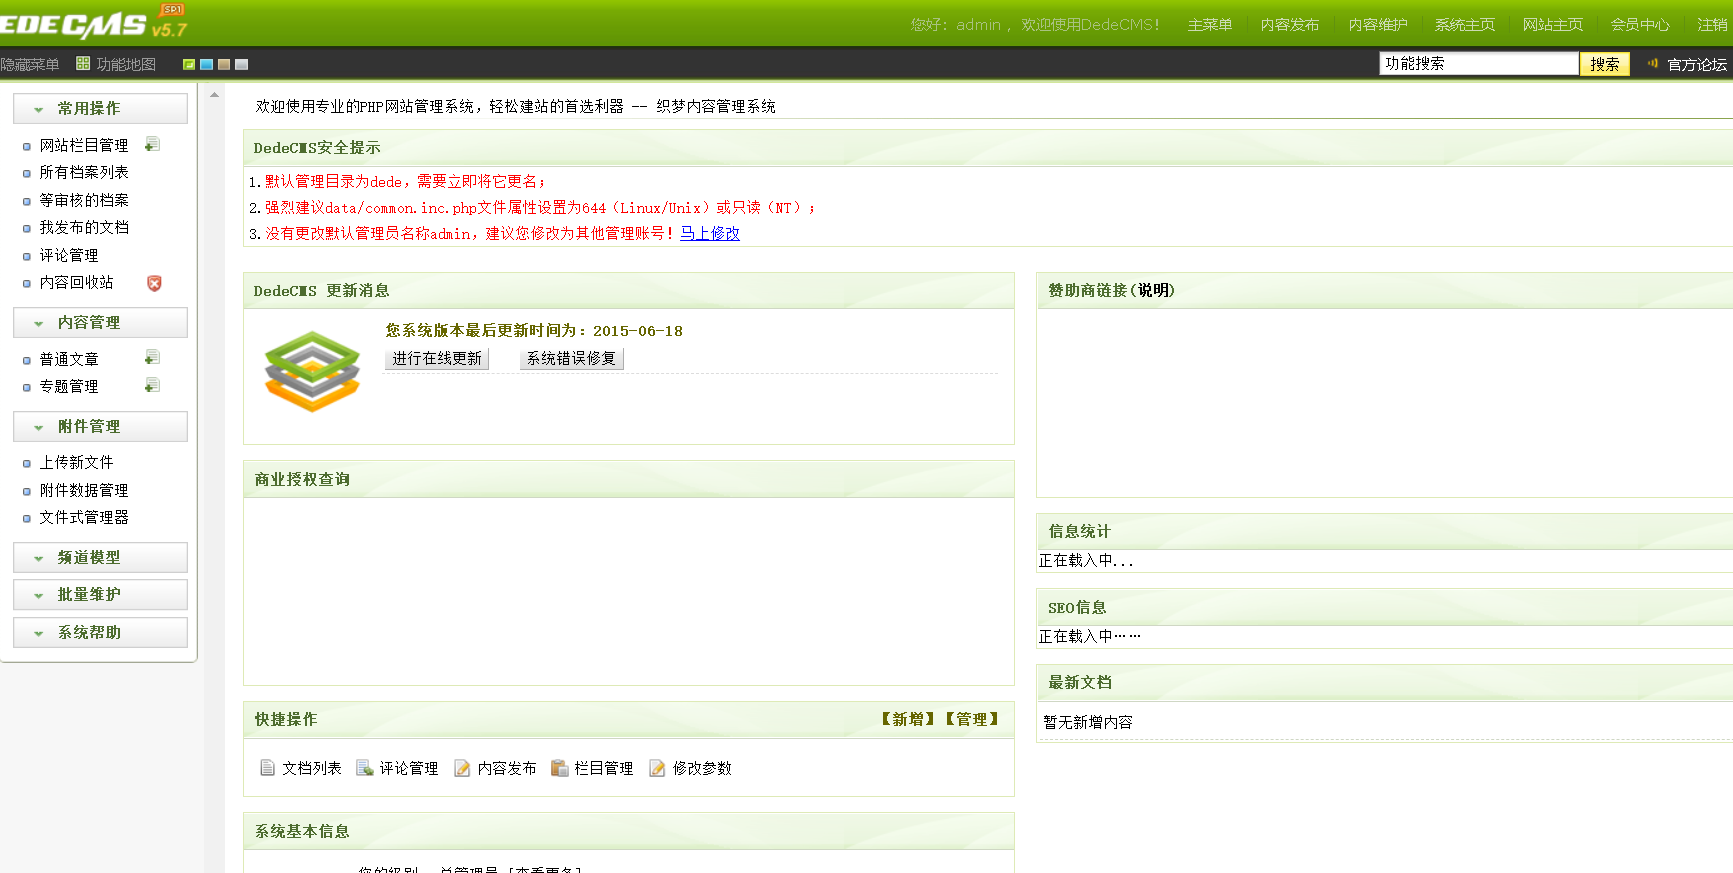 EDECMS v5.7 SP1
您好：admin ，欢迎使用DedeCMS！ 主菜单 内容发布 内容维护 系统主页 网站主页 会员中心 注销
隐藏菜单 功能地图 功能搜索 搜索 官方论坛
常用操作
网站栏目管理
所有档案列表
等审核的档案
我发布的文档
评论管理
内容回收站
内容管理
普通文章
专题管理
附件管理
上传新文件
附件数据管理
文件式管理器
频道模型
批量维护
系统帮助
欢迎使用专业的PHP网站管理系统，轻松建站的首选利器 -- 织梦内容管理系统
DedeCMS安全提示
1.默认管理目录为dede，需要立即将它更名；
2.强烈建议data/common.inc.php文件属性设置为644（Linux/Unix）或只读（NT）；
3.没有更改默认管理员名称admin，建议您修改为其他管理账号！马上修改
DedeCMS 更新消息
您系统版本最后更新时间为：2015-06-18
进行在线更新 系统错误修复
商业授权查询
快捷操作 【新增】【管理】
文档列表 评论管理 内容发布 栏目管理 修改参数
系统基本信息
您的级别 总管理员 [查看更多]
赞助商链接(说明)
信息统计
正在载入中...
SEO信息
正在载入中……
最新文档
暂无新增内容